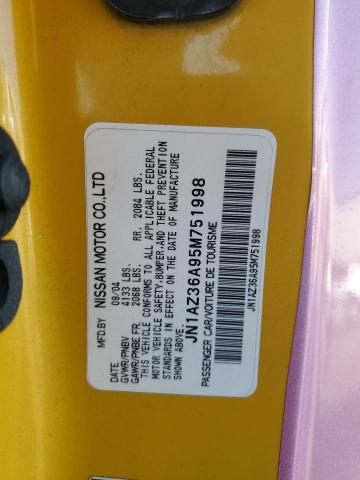 MFD.BY NISSAN MOTOR CO.,LTD
DATE 09/04
GVWR/PNBV 4133 LBS.
GAWR/PNBE FR. 2088 LBS. RR. 2084 LBS.
THIS VEHICLE CONFORMS TO ALL APPLICABLE FEDERAL
MOTOR VEHICLE SAFETY,BUMPER,AND THEFT PREVENTION
STANDARDS IN EFFECT ON THE DATE OF MANUFACTURE
SHOWN ABOVE.
JN1AZ36A95M751998
PASSENGER CAR/VOITURE DE TOURISME
JN1AZ36A95M751998